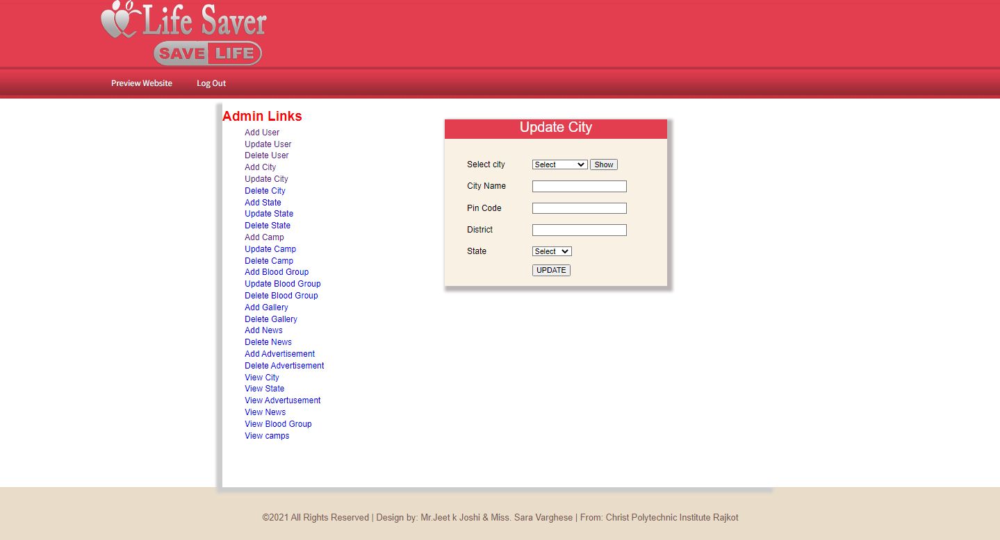 Life Saver
SAVE LIFE
Preview Website Log Out
Admin Links
Add User
Update User
Delete User
Add City
Update City
Delete City
Add State
Update State
Delete State
Add Camp
Update Camp
Delete Camp
Add Blood Group
Update Blood Group
Delete Blood Group
Add Gallery
Delete Gallery
Add News
Delete News
Add Advertisement
Delete Advertisement
View City
View State
View Advertusement
View News
View Blood Group
View camps
Update City
Select city Select Show
City Name
Pin Code
District
State Select
UPDATE
©2021 All Rights Reserved | Design by: Mr.Jeet k Joshi & Miss. Sara Varghese | From: Christ Polytechnic Institute Rajkot